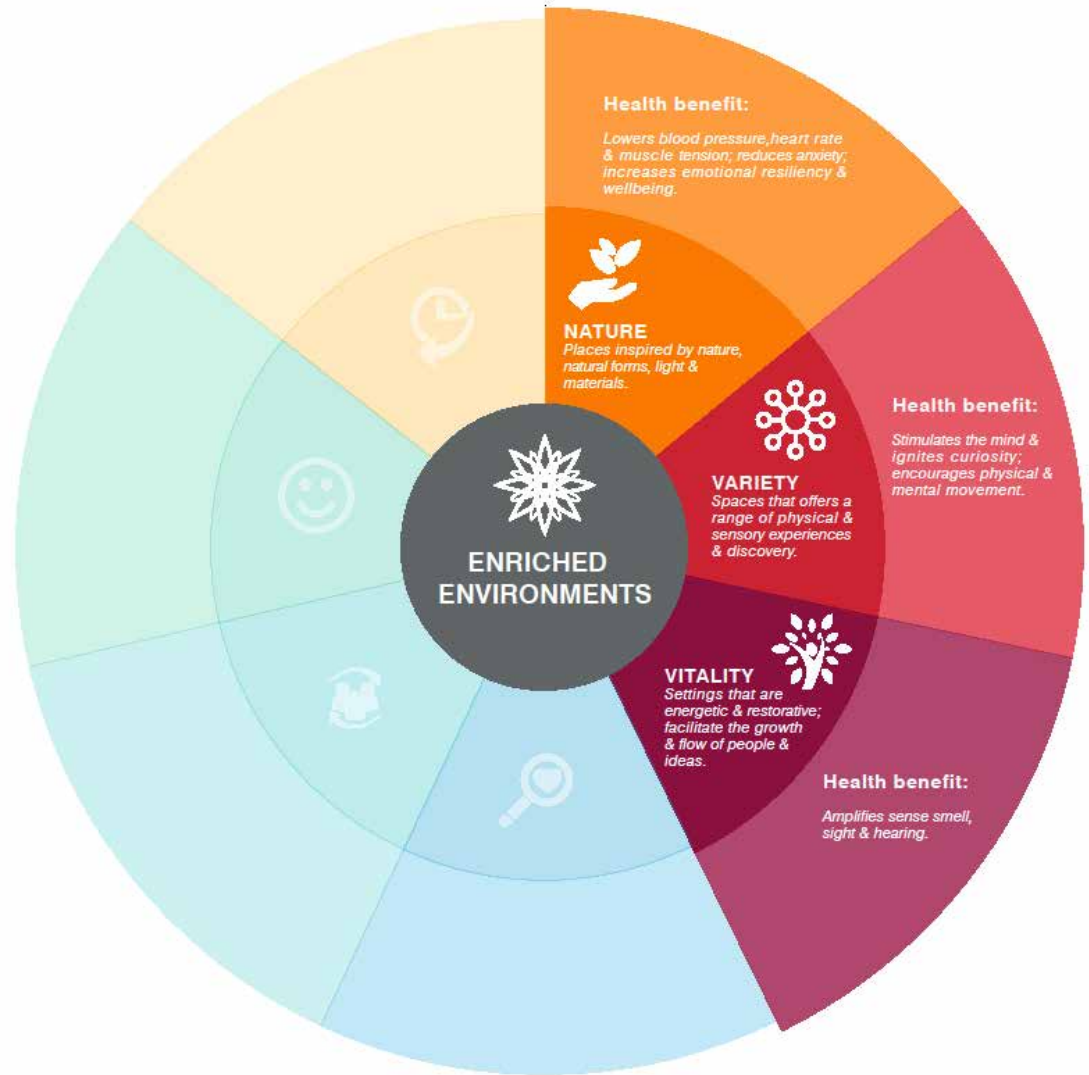 Health benefit:
Lowers blood pressure,heart rate
& muscle tension; reduces anxiety;
increases emotional resiliency &
wellbeing.
NATURE
Places inspired by nature,
natural forms, light &
materials.
Health benefit:
Stimulates the mind &
ignites curiosity;
encourages physical &
mental movement.
VARIETY
Spaces that offers a
range of physical &
sensory experiences
& discovery.
ENRICHED
ENVIRONMENTS
VITALITY
Settings that are
energetic & restorative;
facilitate the growth
& flow of people &
ideas.
Health benefit:
Amplifies sense smell,
sight & hearing.